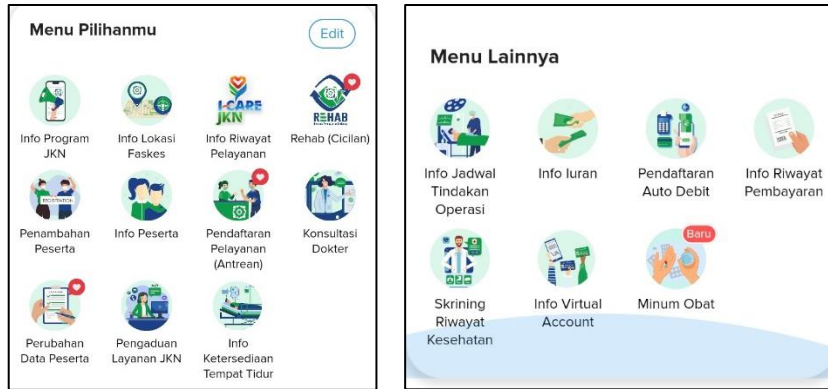 Menu Pilihanmu
Edit
I-CARE
JKN
REHAB
Info Program
JKN
Info Lokasi
Faskes
Info Riwayat
Pelayanan
Rehab (Cicilan)
REGISTRATION
Penambahan
Peserta
Info Peserta
Pendaftaran
Pelayanan
(Antrean)
Konsultasi
Dokter
Perubahan
Data Peserta
Pengaduan
Layanan JKN
Info
Ketersediaan
Tempat Tidur
Menu Lainnya
Info Jadwal
Tindakan
Operasi
Info Iuran
Pendaftaran
Auto Debit
Info Riwayat
Pembayaran
Baru
Skrining
Riwayat
Kesehatan
VA
Info Virtual
Account
Minum Obat